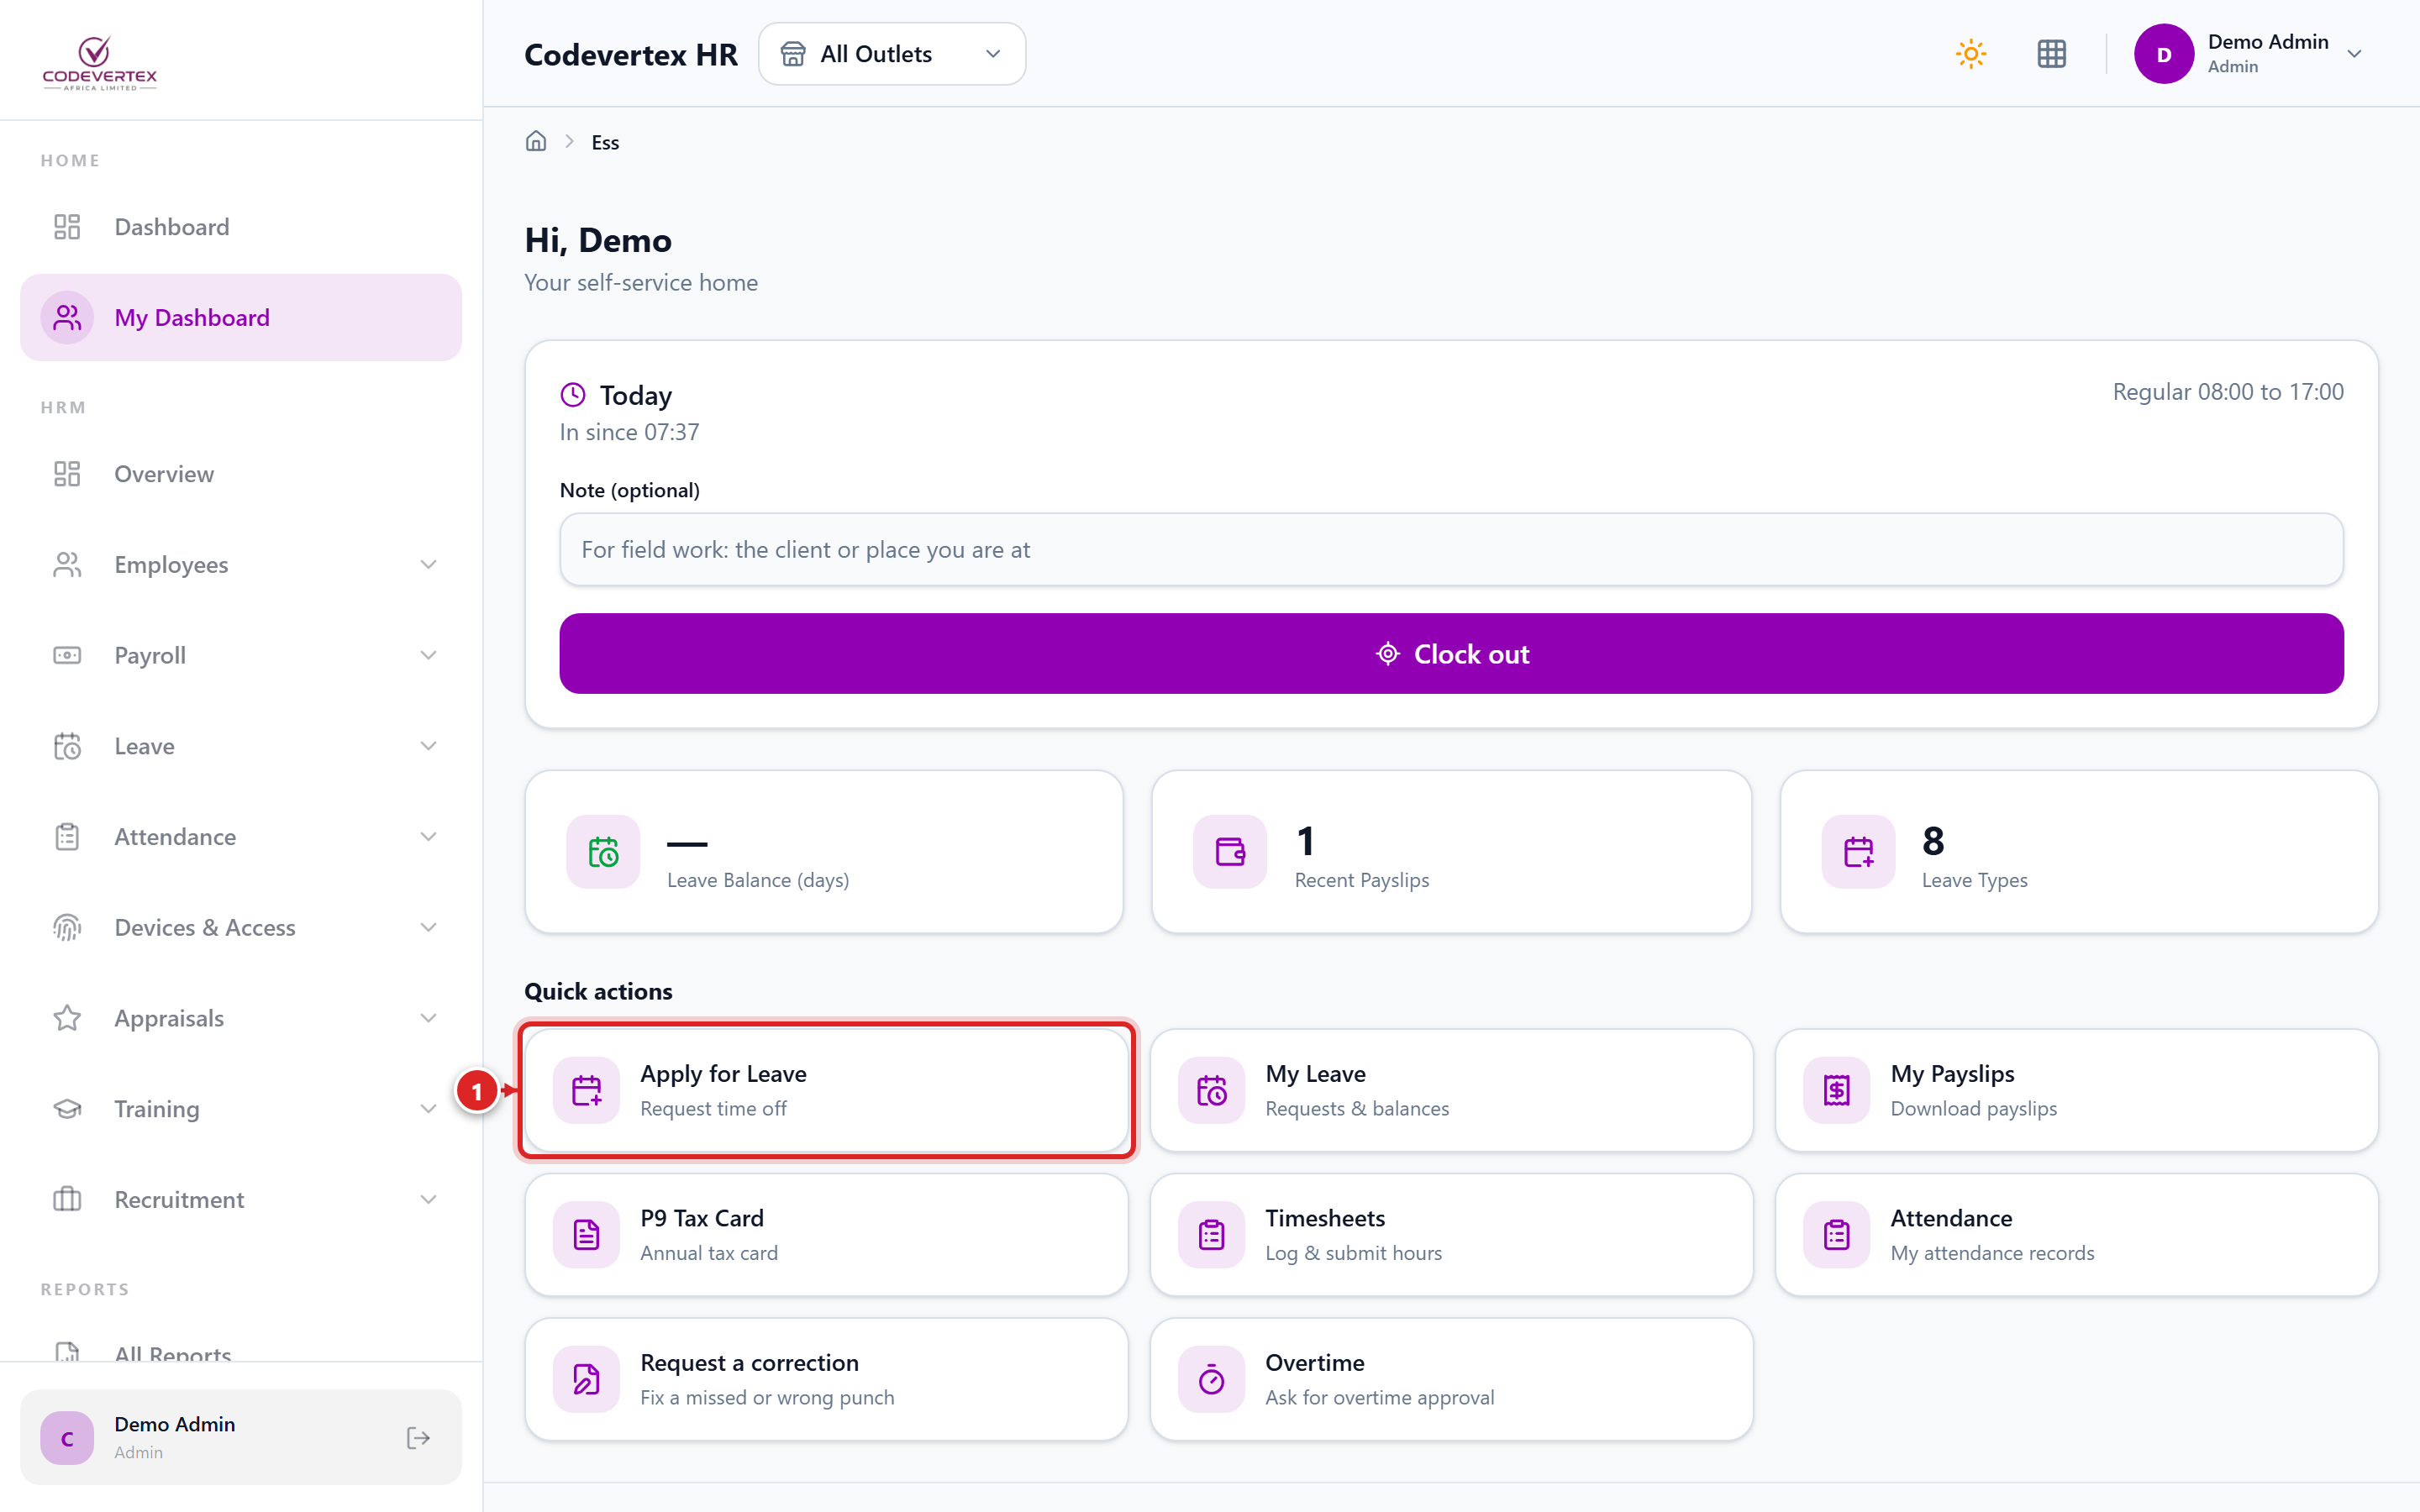 CODEVERTEX
AFRICA LIMITED
HOME
Dashboard
My Dashboard
HRM
Overview
Employees
Payroll
Leave
Attendance
Devices & Access
Appraisals
Training
Recruitment
REPORTS
All Reports
C
Demo Admin
Admin
Codevertex HR
All Outlets
D
Demo Admin
Admin
Ess
Hi, Demo
Your self-service home
Today
Regular 08:00 to 17:00
In since 07:37
Note (optional)
For field work: the client or place you are at
Clock out
—
Leave Balance (days)
1
Recent Payslips
8
Leave Types
Quick actions
1
Apply for Leave
Request time off
My Leave
Requests & balances
My Payslips
Download payslips
P9 Tax Card
Annual tax card
Timesheets
Log & submit hours
Attendance
My attendance records
Request a correction
Fix a missed or wrong punch
Overtime
Ask for overtime approval